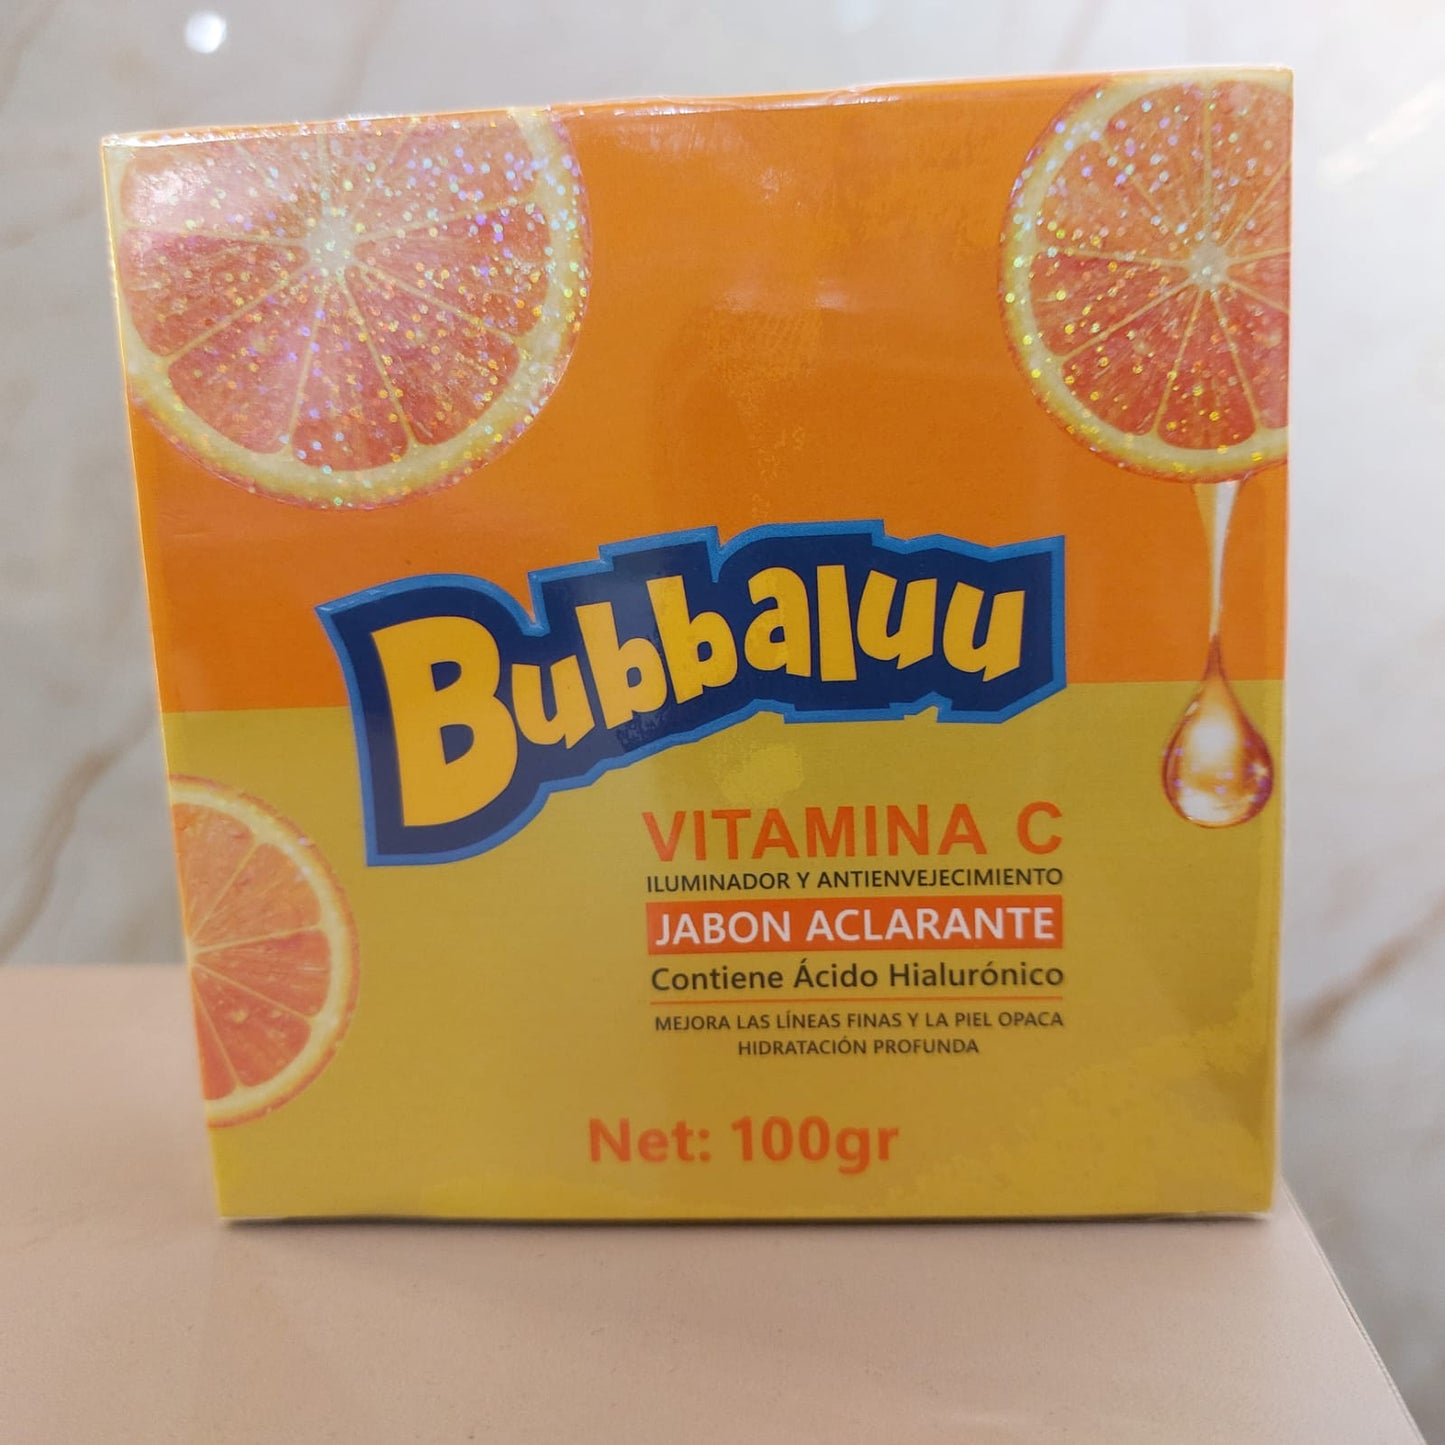 Bubbaluu
VITAMINA C
ILUMINADOR Y ANTIENVEJECIMIENTO
JABON ACLARANTE
Contiene Ácido Hialurónico
MEJORA LAS LÍNEAS FINAS Y LA PIEL OPACA
HIDRATACIÓN PROFUNDA
Net: 100gr